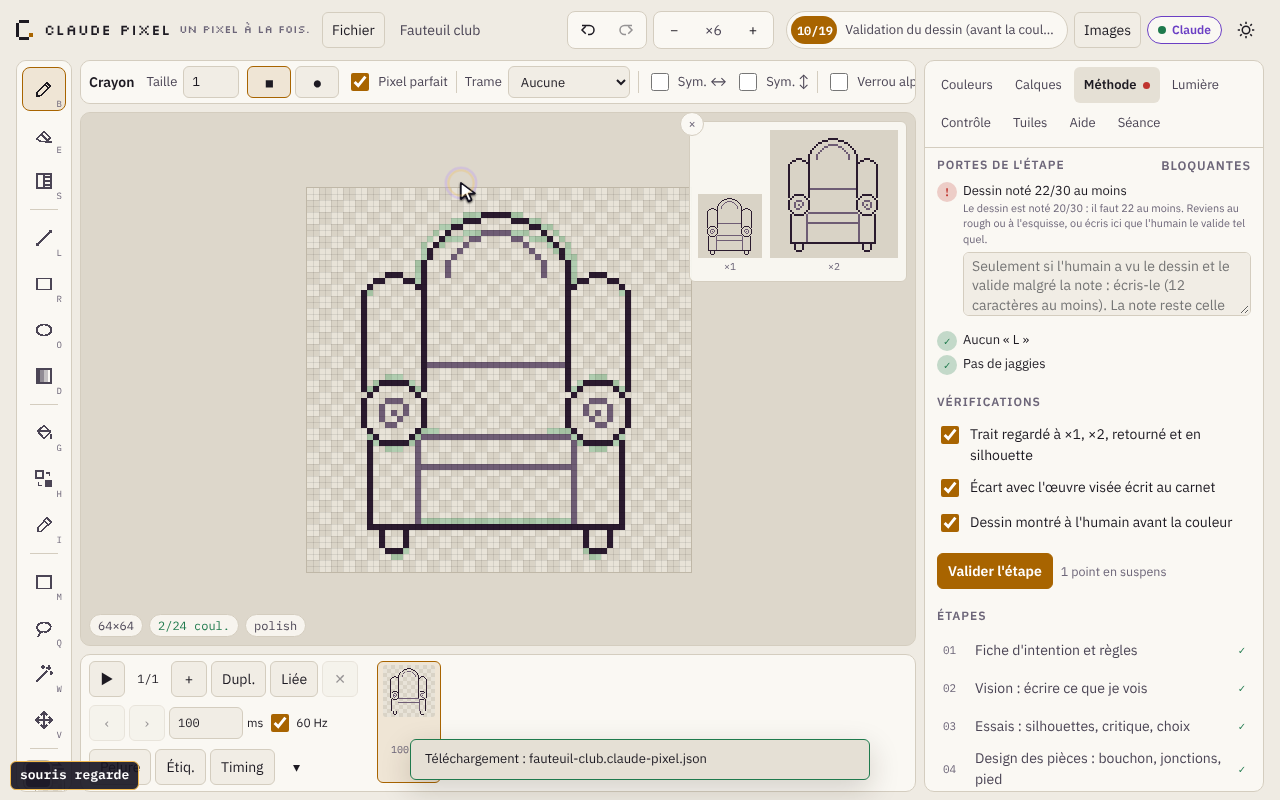 CLAUDE PIXEL UN PIXEL À LA FOIS. Fichier Fauteuil club
− ×6 + 10/19 Validation du dessin (avant la coul… Images Claude
Crayon Taille 1 Pixel parfait Trame Aucune Sym. ↔ Sym. ↕ Verrou alp
B
E
S
L
R
O
D
G
H
I
M
Q
W
V
×
×1 ×2
64×64 2/24 coul. polish
1/1 + Dupl. Liée ✕
‹ › 100 ms 60 Hz
Étiq. Timing ▼
100
Téléchargement : fauteuil-club.claude-pixel.json
souris regarde
Couleurs Calques Méthode Lumière
Contrôle Tuiles Aide Séance
PORTES DE L'ÉTAPE BLOQUANTES
! Dessin noté 22/30 au moins
Le dessin est noté 20/30 : il faut 22 au moins. Reviens au
rough ou à l'esquisse, ou écris ici que l'humain le valide tel
quel.
Seulement si l'humain a vu le dessin et le
valide malgré la note : écris-le (12
caractères au moins). La note reste celle
✓ Aucun « L »
✓ Pas de jaggies
VÉRIFICATIONS
Trait regardé à ×1, ×2, retourné et en
silhouette
Écart avec l'œuvre visée écrit au carnet
Dessin montré à l'humain avant la couleur
Valider l'étape 1 point en suspens
ÉTAPES
01 Fiche d'intention et règles ✓
02 Vision : écrire ce que je vois ✓
03 Essais : silhouettes, critique, choix ✓
04 Design des pièces : bouchon, jonctions,
pied ✓